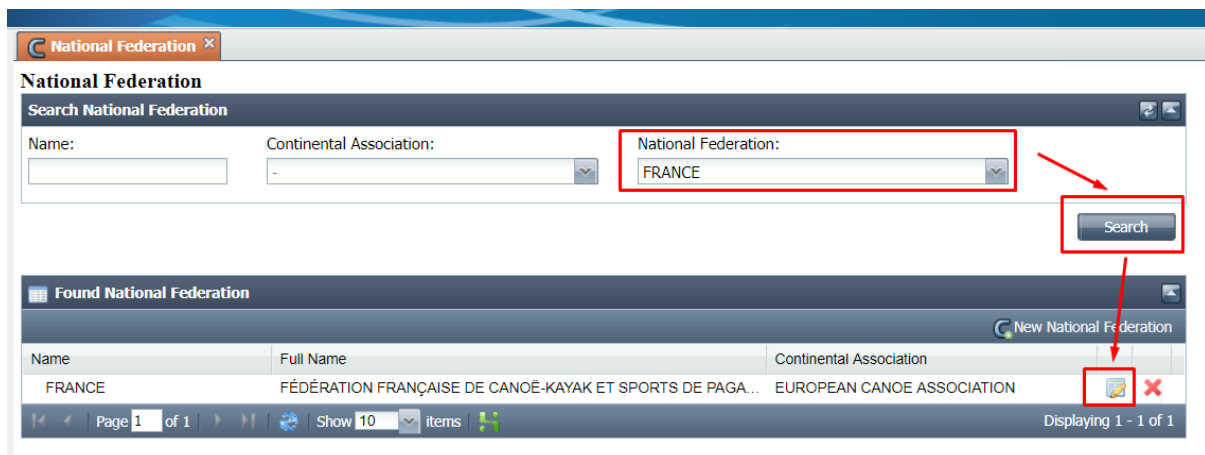 National Federation
National Federation
Search National Federation
Name: Continental Association: National Federation:
- FRANCE
Search
Found National Federation
New National Federation
Name Full Name Continental Association
FRANCE FÉDÉRATION FRANÇAISE DE CANOË-KAYAK ET SPORTS DE PAGA... EUROPEAN CANOE ASSOCIATION
Page 1 of 1 Show 10 items Displaying 1 - 1 of 1